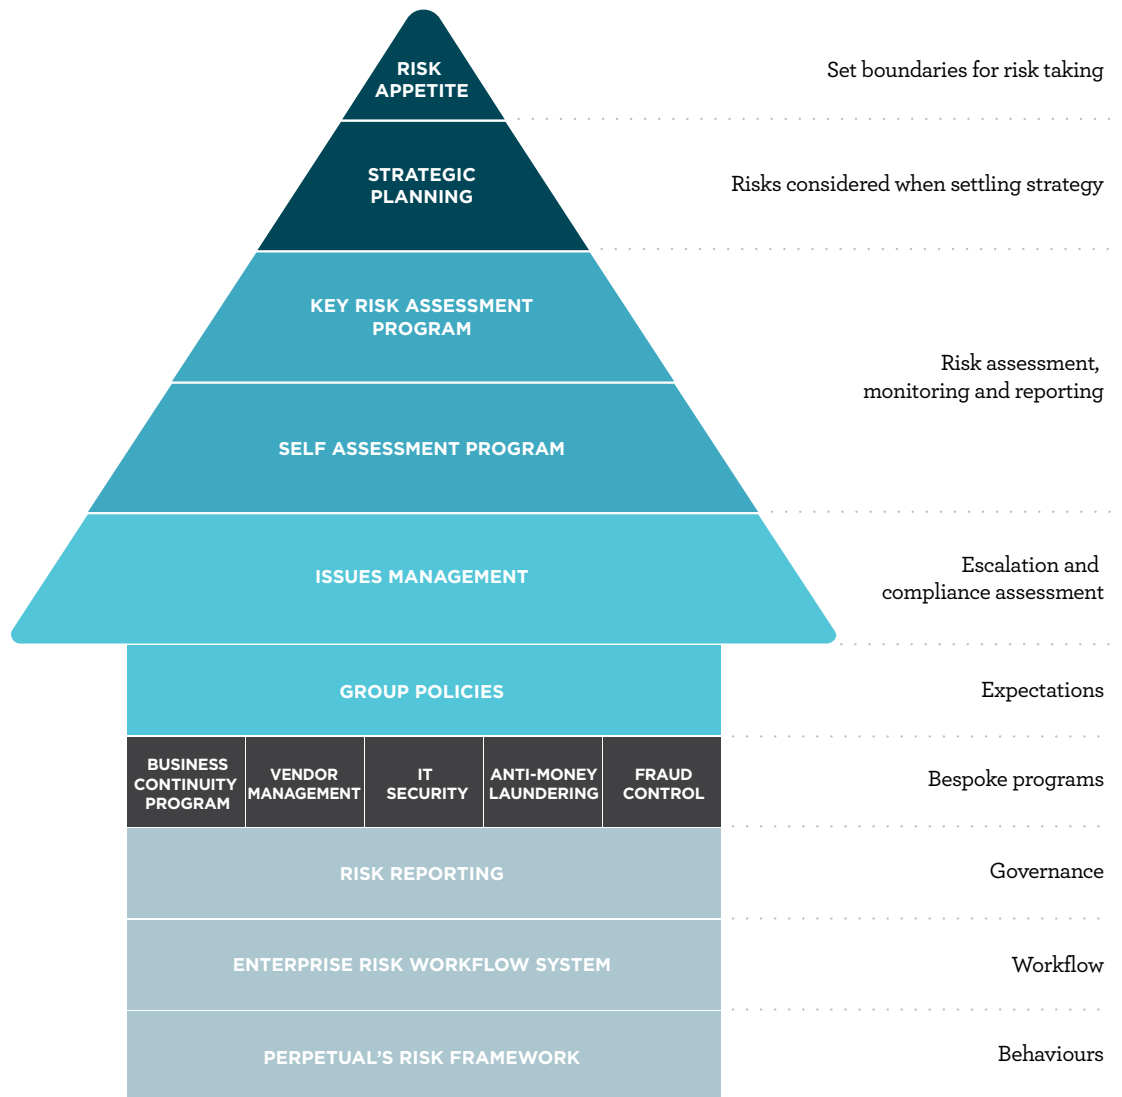 RISK
APPETITE
Set boundaries for risk taking
STRATEGIC
PLANNING
Risks considered when settling strategy
KEY RISK ASSESSMENT
PROGRAM
Risk assessment,
monitoring and reporting
SELF ASSESSMENT PROGRAM
ISSUES MANAGEMENT
Escalation and
compliance assessment
GROUP POLICIES
Expectations
BUSINESS
CONTINUITY
PROGRAM
VENDOR
MANAGEMENT
IT
SECURITY
ANTI-MONEY
LAUNDERING
FRAUD
CONTROL
Bespoke programs
RISK REPORTING
Governance
ENTERPRISE RISK WORKFLOW SYSTEM
Workflow
PERPETUAL’S RISK FRAMEWORK
Behaviours